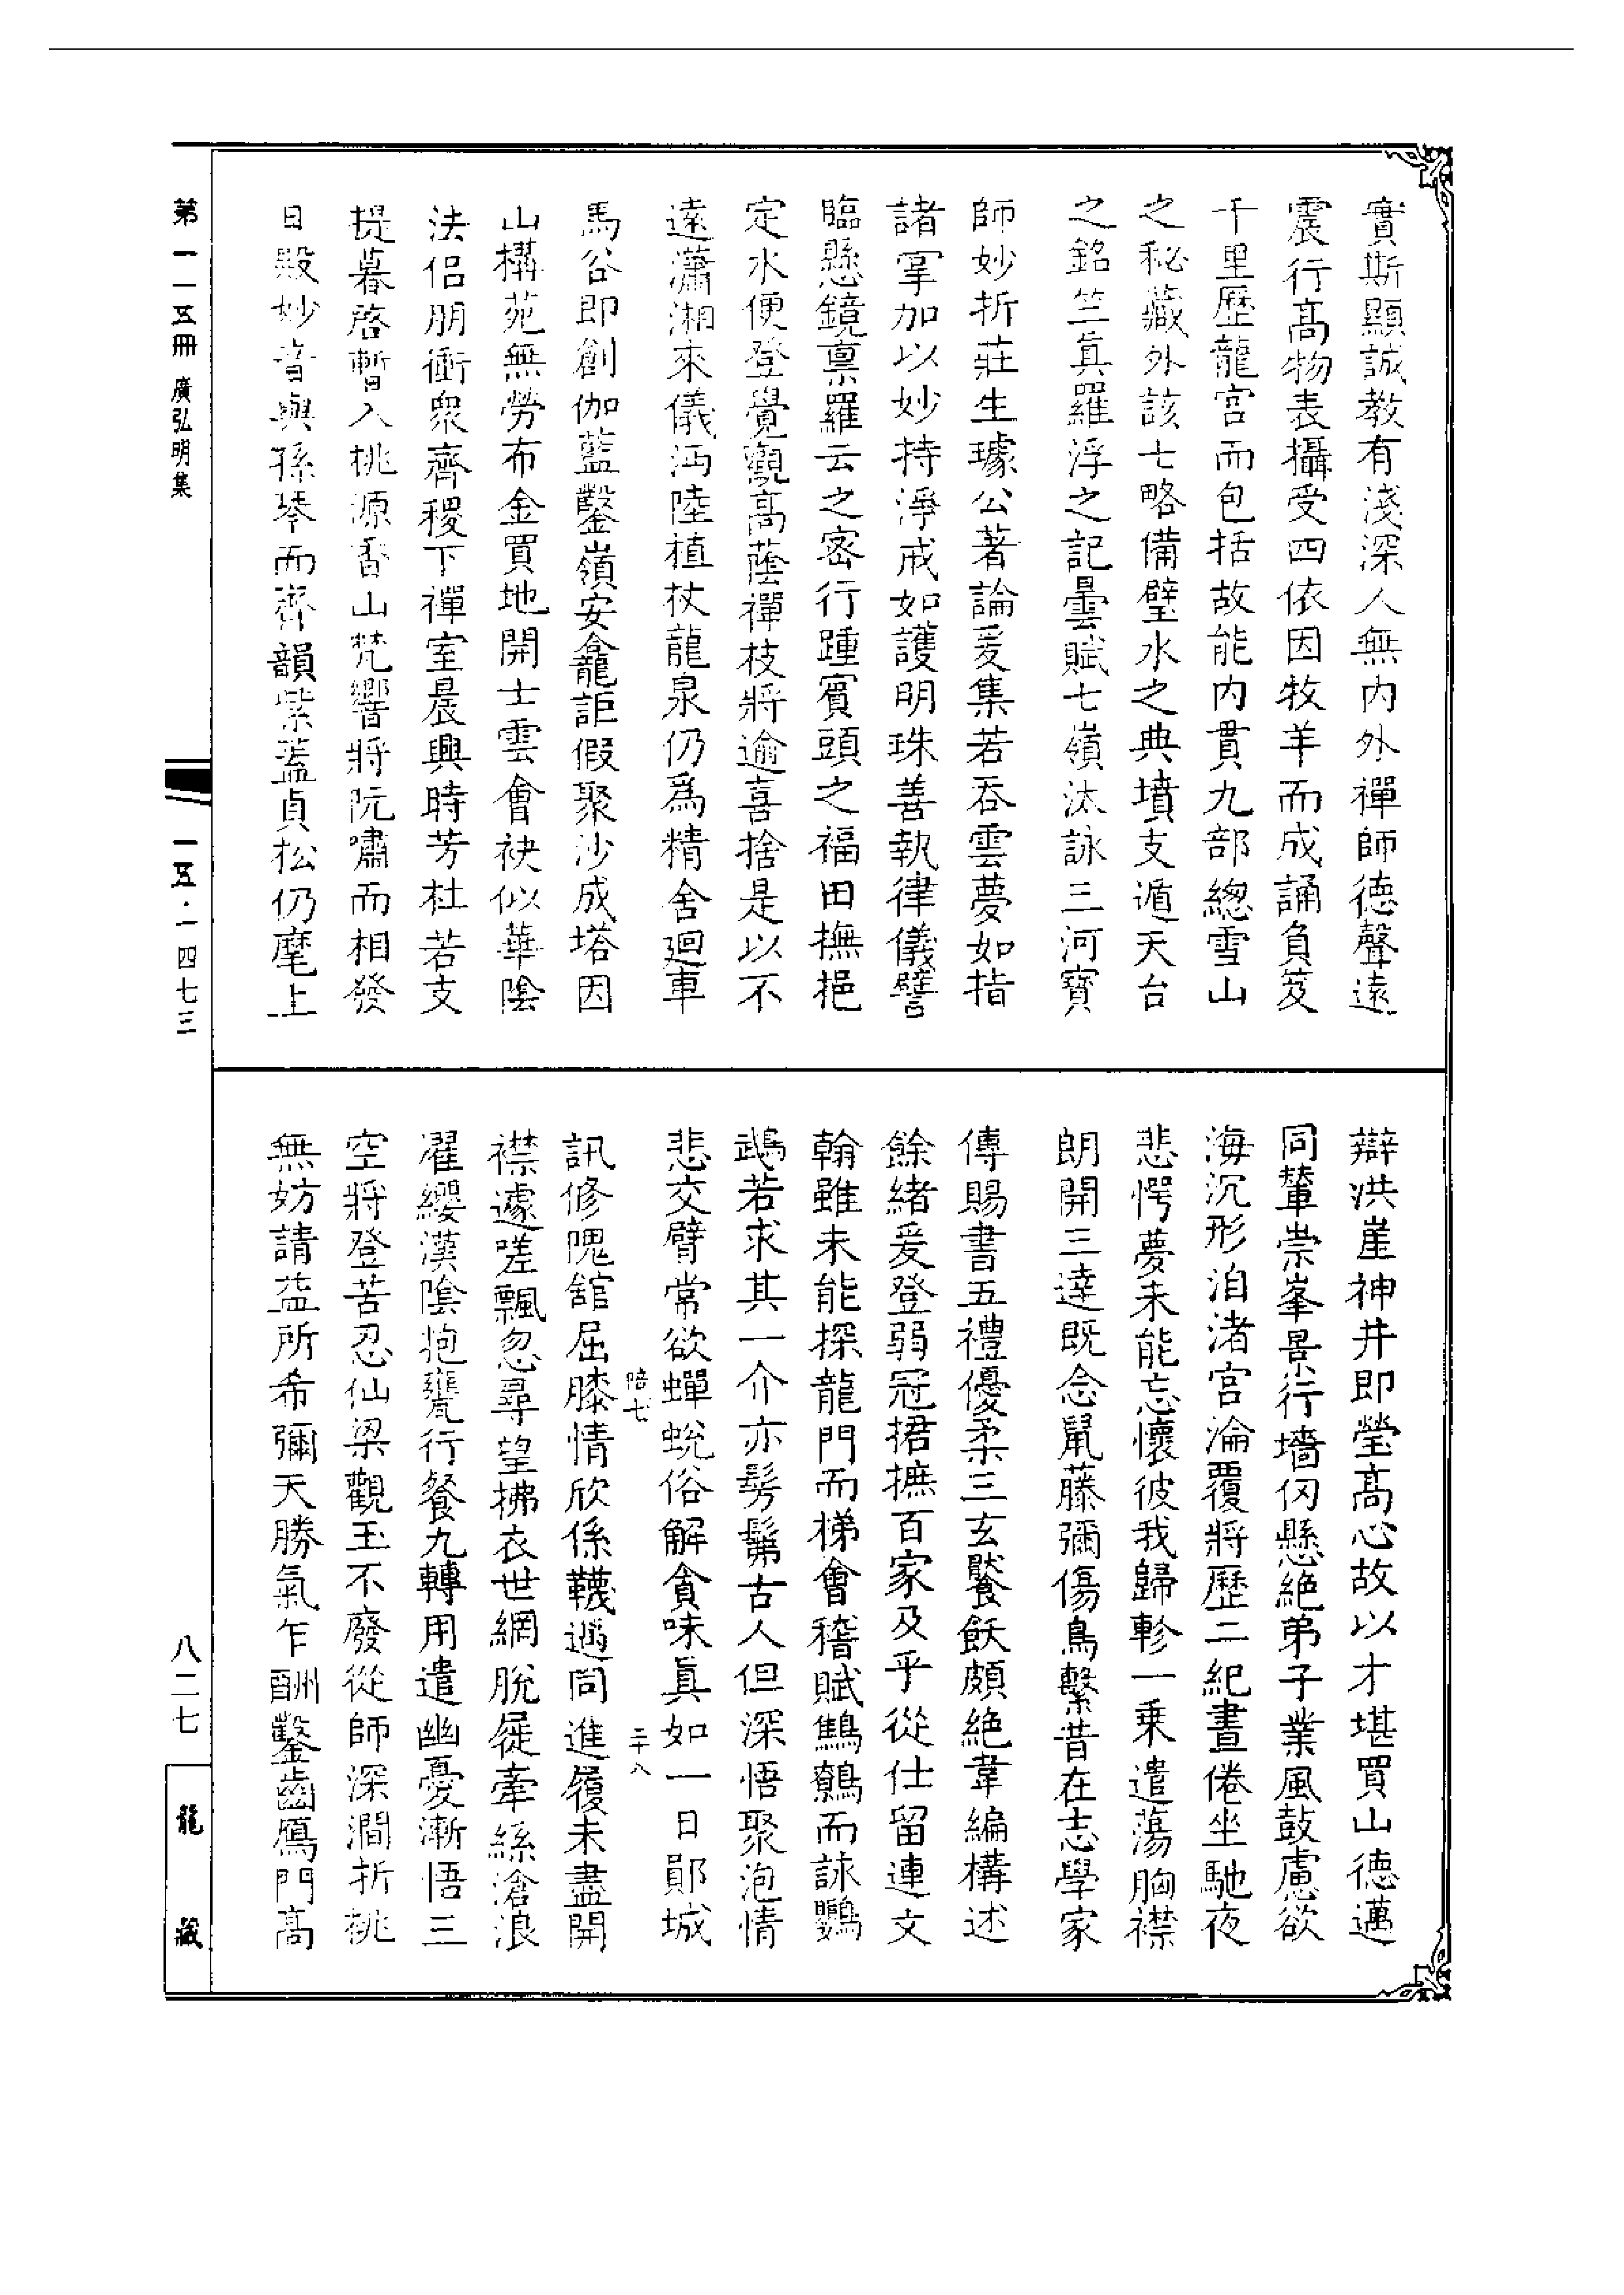 實斯顯誠教有淺深人無內外禪師德聲遠
震行髙物表攝受四依因牧羊而成誦負笈
千里歷龍宮而包括故能內貫九部總雪山
之秘藏外該七略備壁水之典墳支遁天台
之銘竺真羅浮之記曇賦七嶺汰詠三河寶
師妙折莊生璩公著論爰集若吞雲夢如指
諸掌加以妙持淨戒如護明珠善執律儀譬
臨懸鏡稟羅云之密行踵賓頭之福田撫挹
定水便登覺觀髙蔭禪枝將逾喜捨是以不
遠瀟湘來儀沔陸植杖龍泉仍為精舍迴車
馬谷即創伽藍鑿嶺安龕詎假聚沙成塔因
山構苑無勞布金買地開士雲會袂似華陰
法侶朋衝衆齊稷下禪室晨興時芳杜若支
提暮啓暫入桃源香山梵響將阮嘯而相發
日殿妙音與孫琴而齊韻紫蓋貞松仍麾上
辯洪崖神井即瑩髙心故以才堪買山德邁
同輦崇峯景行墻仞懸絕弟子業風鼓慮欲
海沉形洎渚宮淪覆將歷二紀晝倦坐馳夜
悲愕夢未能忘懷彼我歸軫一乘遣蕩胸襟
朗開三達既念鼠藤彌傷鳥繫昔在志學家
傳賜書五禮優柔三玄饜飫頗絕韋編構述
餘緒爰登弱冠捃摭百家及乎從仕留連文
翰雖未能探龍門而梯會稽賦鷦鷯而詠鸚
鵡若求其一介亦髣髴古人但深悟聚泡情
悲交臂常欲蟬蛻俗解貪味真如一日鄖城
陪七
二十八
訊修隗舘屈膝情欣係韈遇同進履未盡開
襟遽嗟飄忽尋望拂衣世網脫屣牽絲滄浪
濯纓漢陰抱甕行餐九轉用遣幽憂漸悟三
空將登苦忍仙梁觀玉不廢從師深澗折桃
無妨請益所希彌天勝氣乍酬鑿齒鴈門髙
第一一五冊 廣弘明集
一五·一四七三
八二七
龍藏